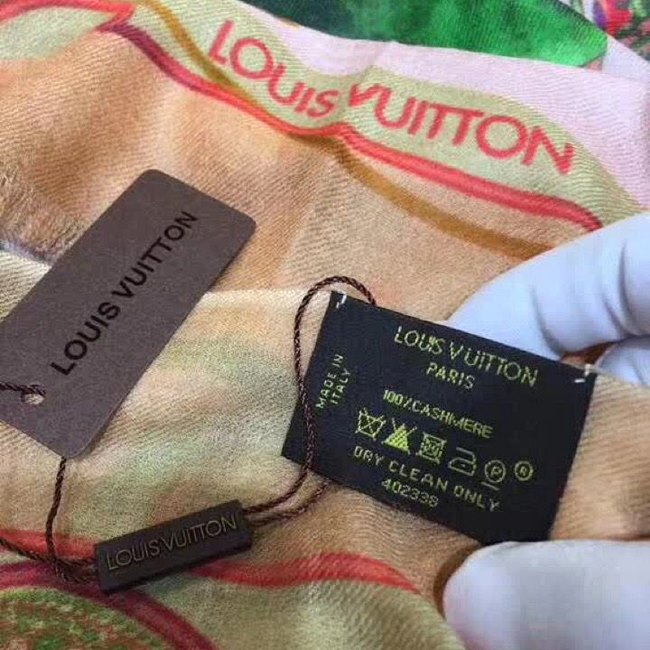 LOUIS VUITTON
LOUIS VUITTON
LOUIS VUITTON
PARIS
MADE IN
ITALY
100% CASHMERE
P
DRY CLEAN ONLY
402338
LOUIS VUITTON